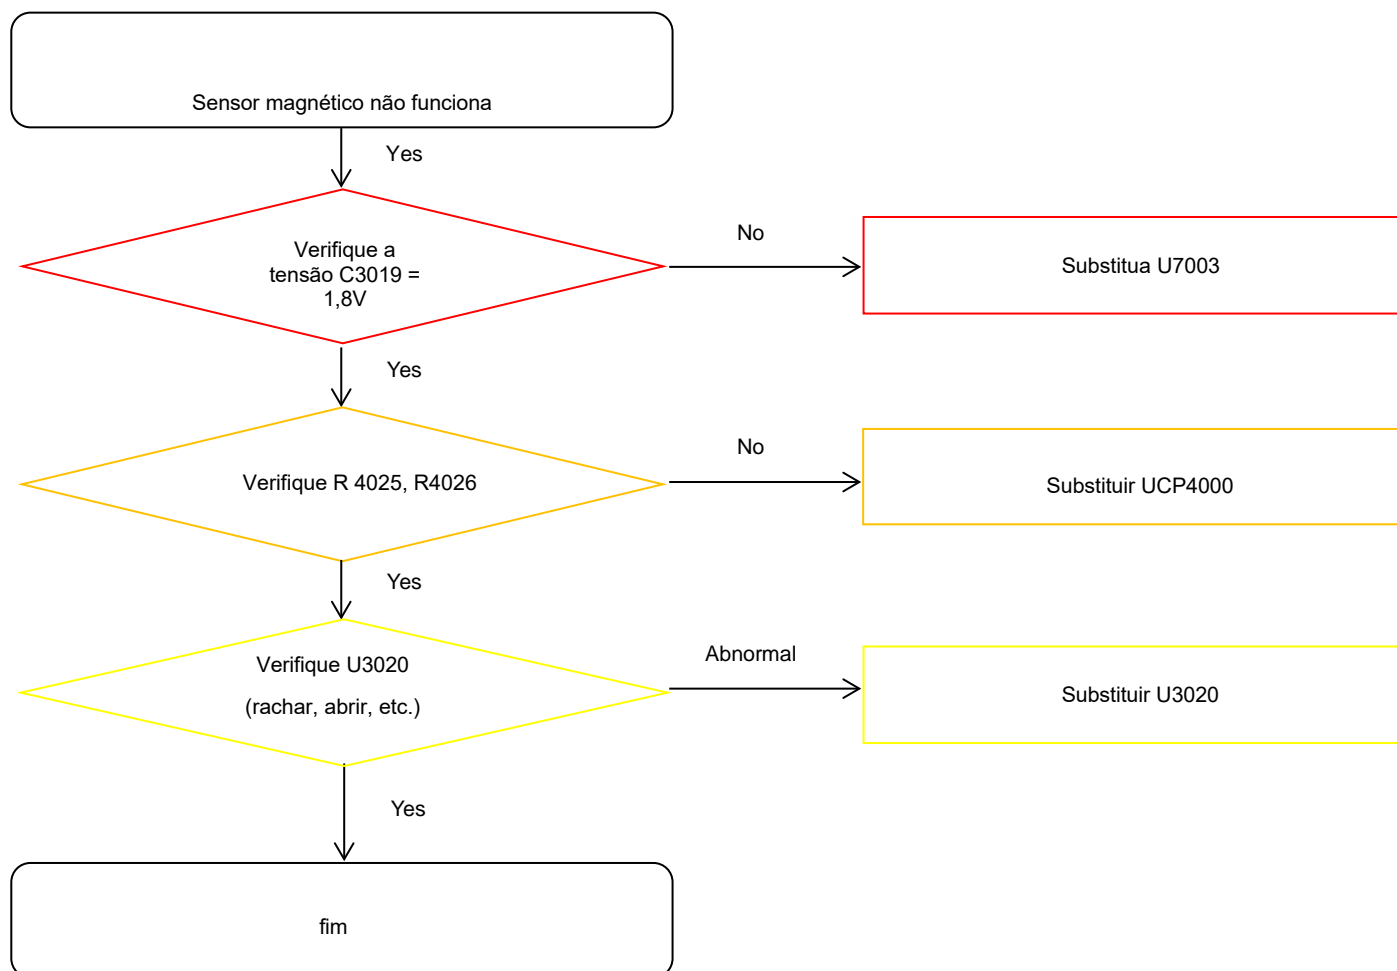 Sensor magnético não funciona
Yes
Verifique a
tensão C3019 =
1,8V
No
Substitua U7003
Yes
Verifique R 4025, R4026
No
Substituir UCP4000
Yes
Verifique U3020
(rachar, abrir, etc.)
Abnormal
Substituir U3020
Yes
fim